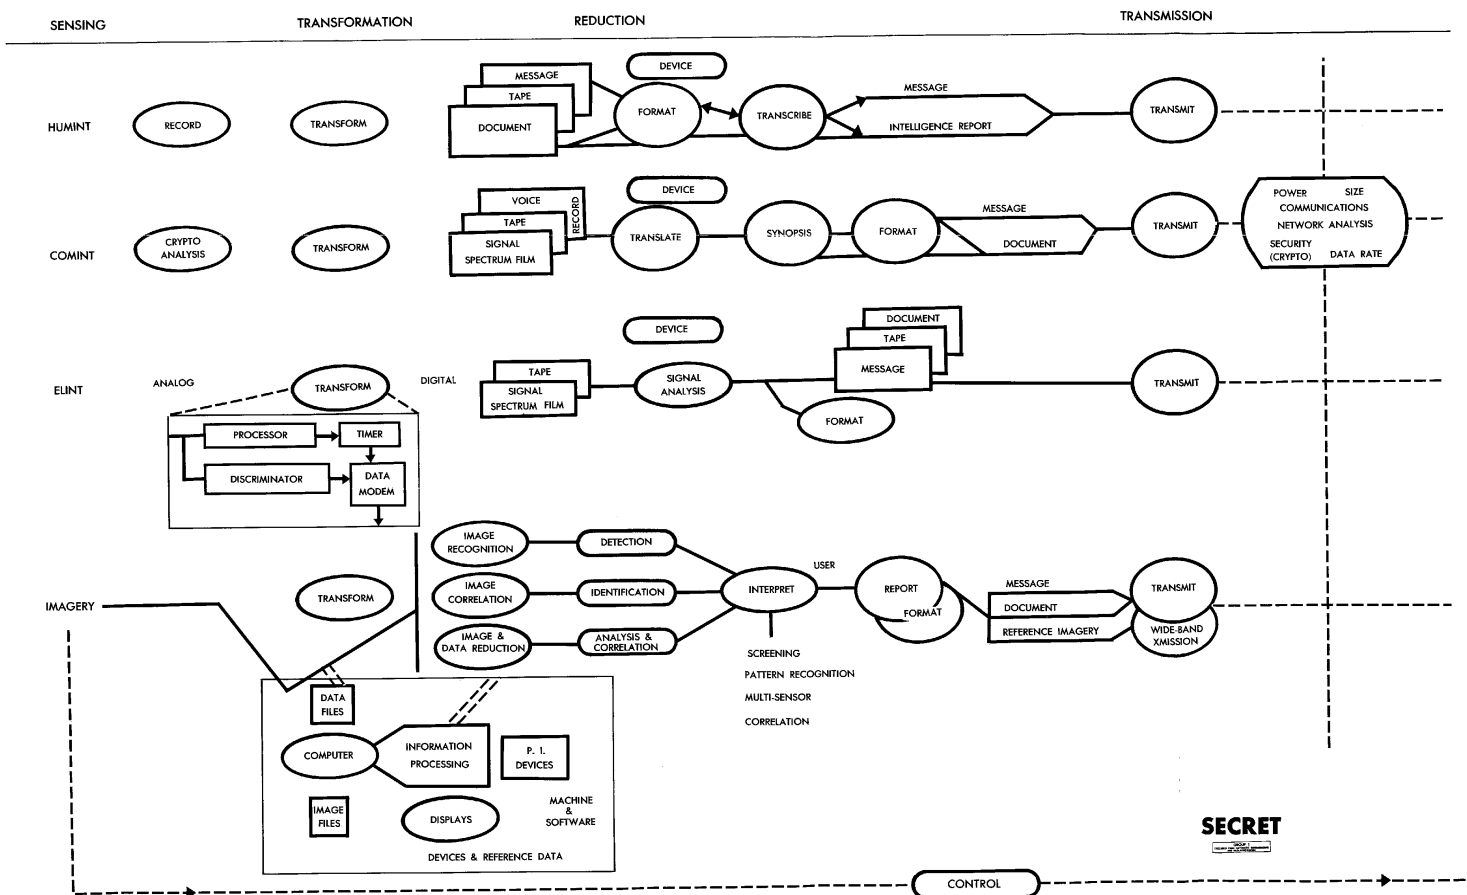 SENSING
TRANSFORMATION
REDUCTION
TRANSMISSION
HUMINT
RECORD
TRANSFORM
MESSAGE
TAPE
DOCUMENT
DEVICE
FORMAT
TRANSCRIBE
MESSAGE
INTELLIGENCE REPORT
TRANSMIT
COMINT
CRYPTO
ANALYSIS
TRANSFORM
VOICE
TAPE
RECORD
SIGNAL
SPECTRUM FILM
DEVICE
TRANSLATE
SYNOPSIS
FORMAT
MESSAGE
DOCUMENT
TRANSMIT
POWER SIZE
COMMUNICATIONS
NETWORK ANALYSIS
SECURITY
(CRYPTO) DATA RATE
ELINT
ANALOG
TRANSFORM
DIGITAL
TAPE
SIGNAL
SPECTRUM FILM
DEVICE
SIGNAL
ANALYSIS
DOCUMENT
TAPE
MESSAGE
FORMAT
TRANSMIT
PROCESSOR
TIMER
DISCRIMINATOR
DATA
MODEM
IMAGERY
TRANSFORM
IMAGE
RECOGNITION
DETECTION
IMAGE
CORRELATION
IDENTIFICATION
IMAGE &
DATA REDUCTION
ANALYSIS &
CORRELATION
INTERPRET
USER
REPORT
FORMAT
MESSAGE
DOCUMENT
REFERENCE IMAGERY
TRANSMIT
WIDE-BAND
XMISSION
SCREENING
PATTERN RECOGNITION
MULTI-SENSOR
CORRELATION
DATA
FILES
COMPUTER
INFORMATION
PROCESSING
P. I.
DEVICES
IMAGE
FILES
DISPLAYS
MACHINE
&
SOFTWARE
DEVICES & REFERENCE DATA
SECRET
GROUP 1
CONTROL